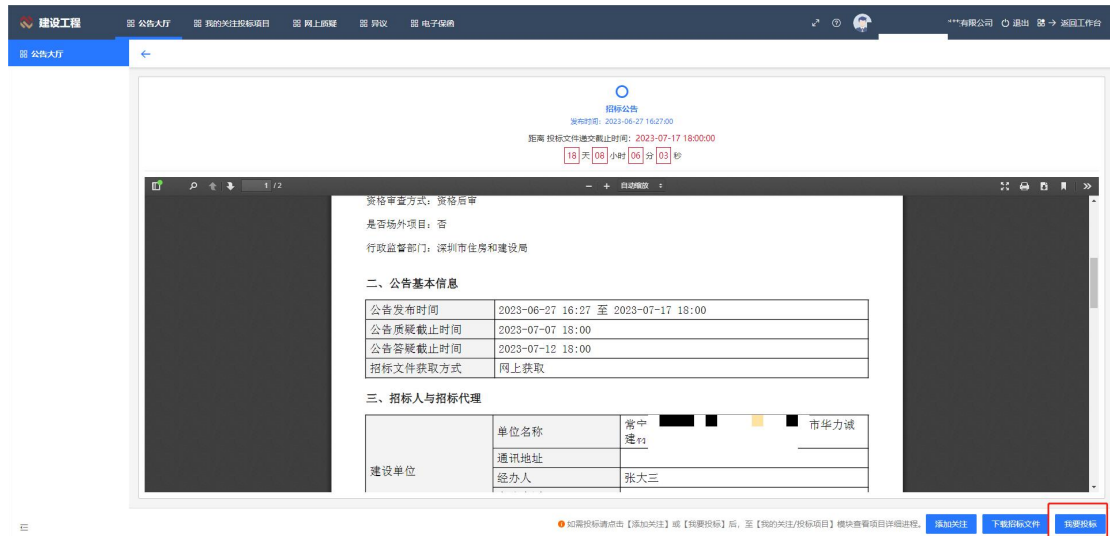 建设工程 公告大厅 我的关注投标项目 网上质疑 异议 电子保函 ***有限公司 退出 返回工作台
公告大厅
招标公告
发布时间：2023-06-27 16:27:00
距离 投标文件递交截止时间：2023-07-17 18:00:00
18 天 08 小时 06 分 03 秒
1 /2 自动缩放
资格审查方式：资格后审
是否场外项目：否
行政监督部门：深圳市住房和建设局
二、公告基本信息
公告发布时间 2023-06-27 16:27 至 2023-07-17 18:00
公告质疑截止时间 2023-07-07 18:00
公告答疑截止时间 2023-07-12 18:00
招标文件获取方式 网上获取
三、招标人与招标代理
建设单位
单位名称 常宁 市华力诚
建
通讯地址
经办人 张大三
如需投标请点击【添加关注】或【我要投标】后，至【我的关注/投标项目】模块查看项目详细进程。 添加关注 下载招标文件 我要投标